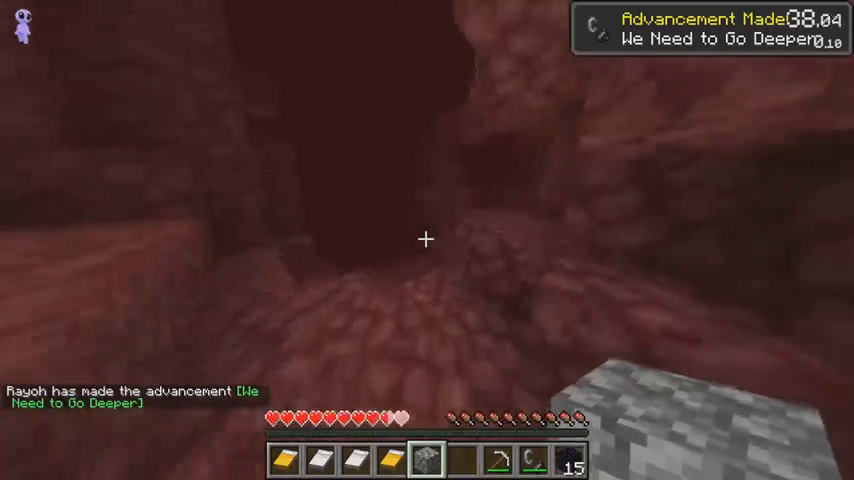 Advancement Made 38.04
We Need to Go Deeper 0.10
Rayoh has made the advancement [We
Need to Go Deeper]
15